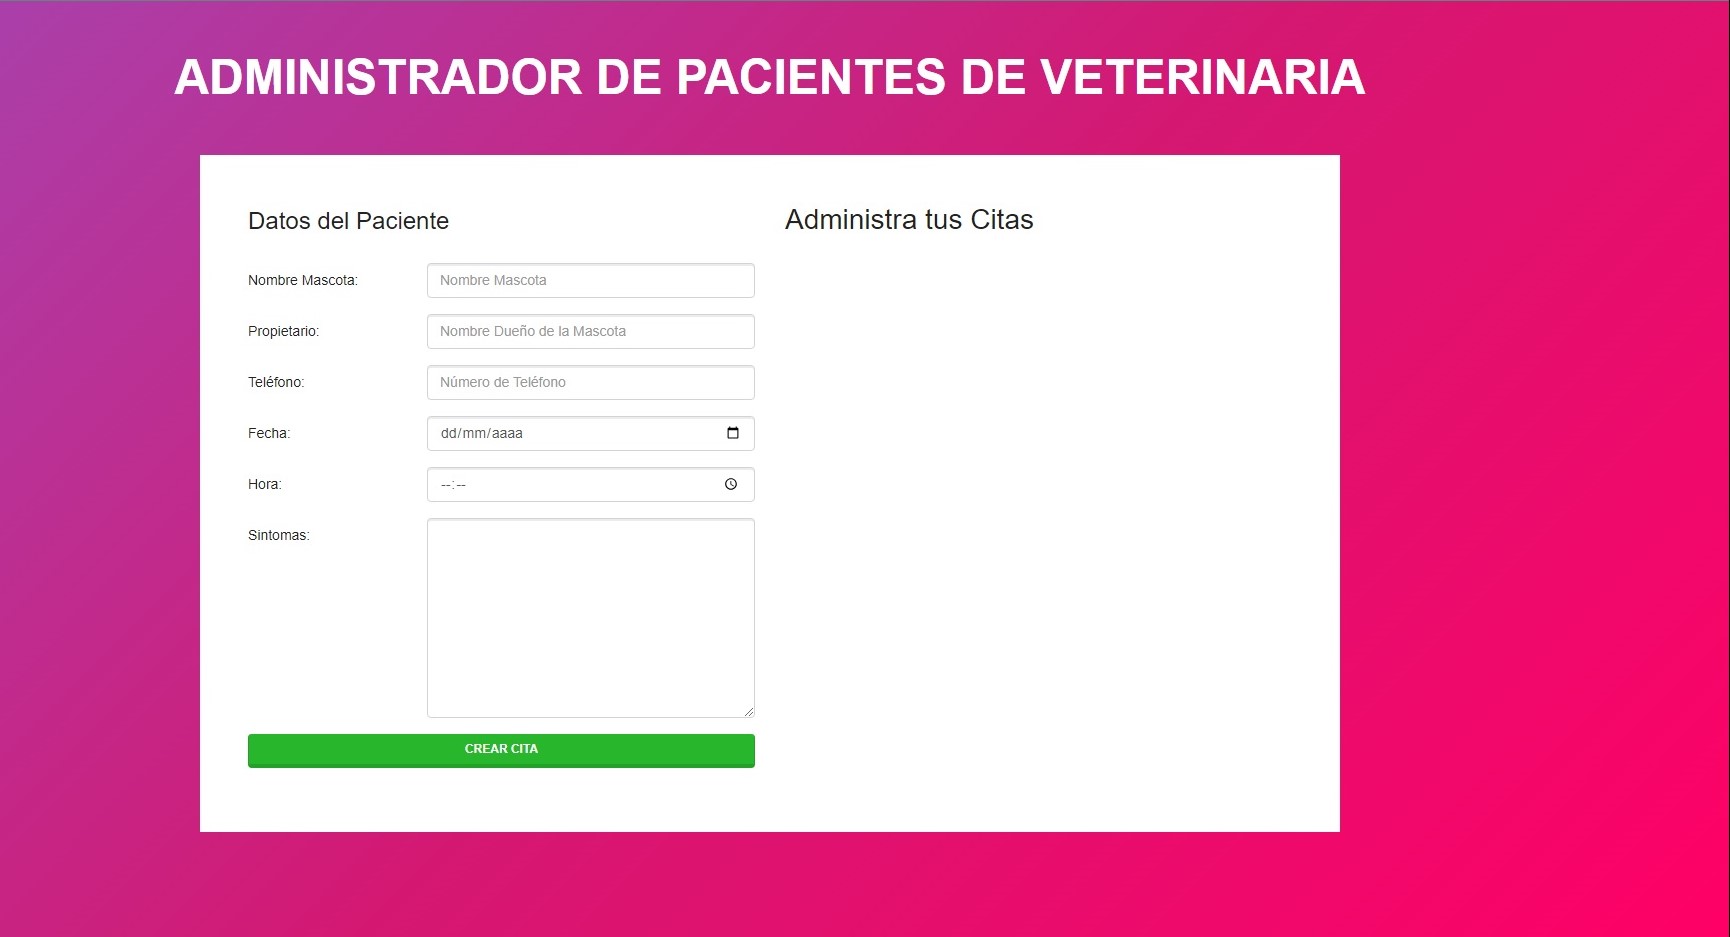 ADMINISTRADOR DE PACIENTES DE VETERINARIA
Datos del Paciente
Nombre Mascota:
Nombre Mascota
Propietario:
Nombre Dueño de la Mascota
Teléfono:
Número de Teléfono
Fecha:
dd/mm/aaaa
Hora:
--:--
Sintomas:
CREAR CITA
Administra tus Citas